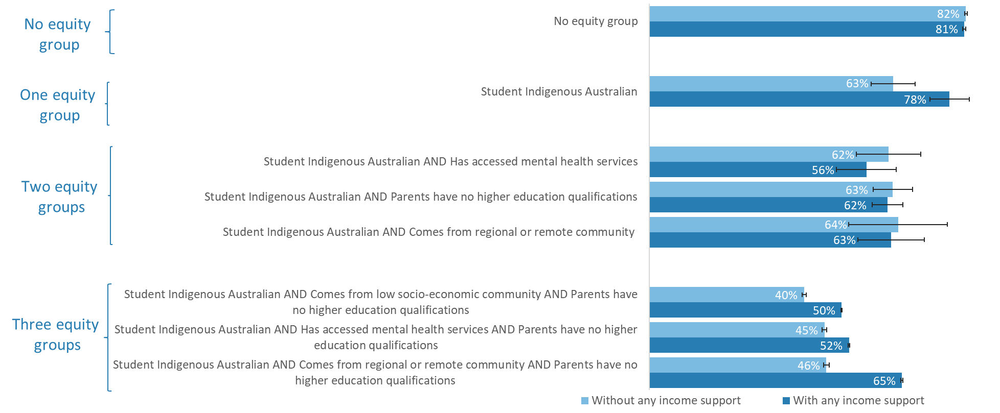 No equity
group
No equity group
82%
81%
One equity
group
Student Indigenous Australian
63%
78%
Two equity
groups
Student Indigenous Australian AND Has accessed mental health services
62%
56%
Student Indigenous Australian AND Parents have no higher education qualifications
63%
62%
Student Indigenous Australian AND Comes from regional or remote community
64%
63%
Three equity
groups
Student Indigenous Australian AND Comes from low socio-economic community AND Parents have
no higher education qualifications
40%
50%
Student Indigenous Australian AND Has accessed mental health services AND Parents have no higher
education qualifications
45%
52%
Student Indigenous Australian AND Comes from regional or remote community AND Parents have no
higher education qualifications
46%
65%
Without any income support
With any income support